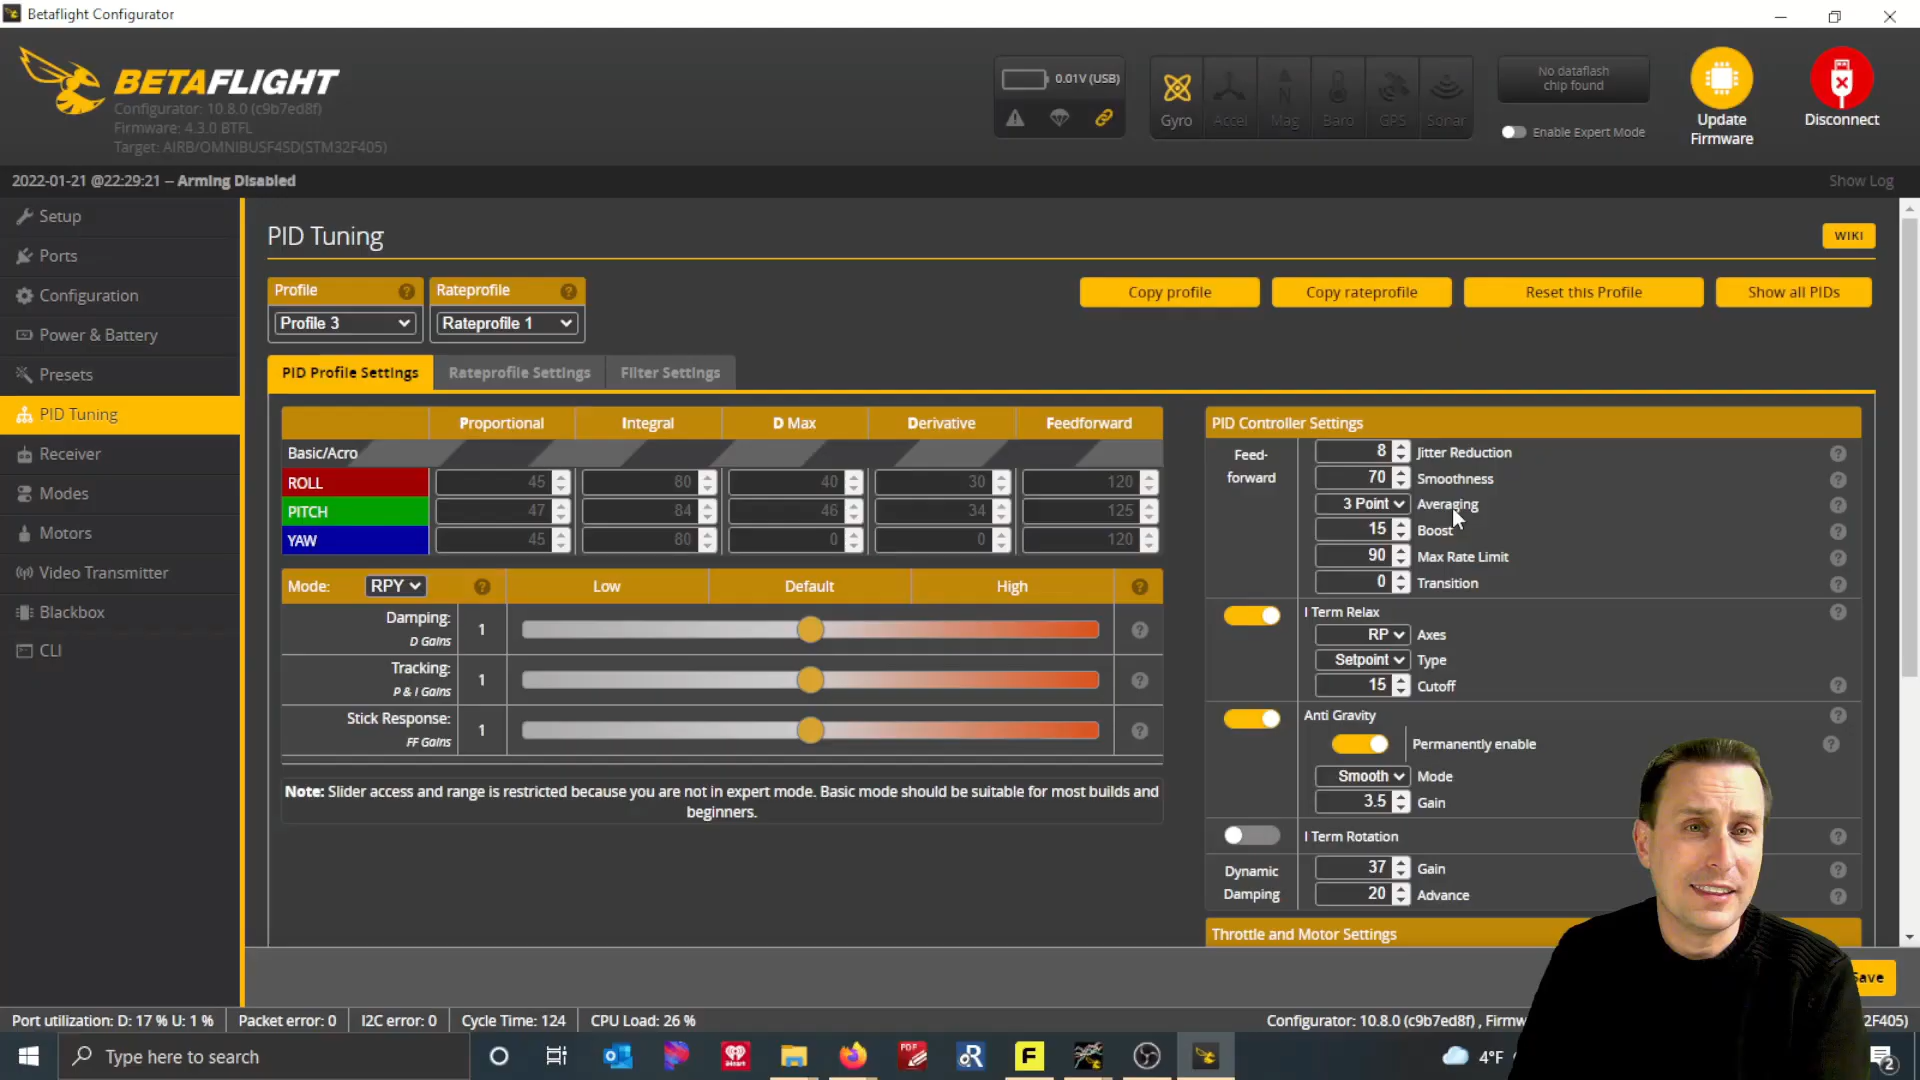 Betaflight Configurator
BETAFLIGHT
Configurator: 10.8.0 (c9b7ed8f)
Firmware: 4.3.0 BTFL
Target: AIRB/OMNIBUSF4SD(STM32F405)
0.01V (USB)
Gyro Accel Mag Baro GPS Sonar
No dataflash
chip found
Enable Expert Mode
Update
Firmware
Disconnect
2022-01-21 @22:29:21 – Arming Disabled
Show Log
Setup
Ports
Configuration
Power & Battery
Presets
PID Tuning
Receiver
Modes
Motors
Video Transmitter
Blackbox
CLI
PID Tuning
WIKI
Profile
Profile 3
Rateprofile
Rateprofile 1
Copy profile
Copy rateprofile
Reset this Profile
Show all PIDs
PID Profile Settings
Rateprofile Settings
Filter Settings
Proportional Integral D Max Derivative Feedforward
Basic/Acro
ROLL 45 80 40 30 120
PITCH 47 84 46 34 125
YAW 45 80 0 0 120
Mode: RPY Low Default High
Damping:
D Gains
1
Tracking:
P & I Gains
1
Stick Response:
FF Gains
1
Note: Slider access and range is restricted because you are not in expert mode. Basic mode should be suitable for most builds and
beginners.
PID Controller Settings
Feed-
forward
8 Jitter Reduction
70 Smoothness
3 Point Averaging
15 Boost
90 Max Rate Limit
0 Transition
I Term Relax
RP Axes
Setpoint Type
15 Cutoff
Anti Gravity
Permanently enable
Smooth Mode
3.5 Gain
I Term Rotation
Dynamic
Damping
37 Gain
20 Advance
Throttle and Motor Settings
Save
Port utilization: D: 17 % U: 1 %
Packet error: 0
I2C error: 0
Cycle Time: 124
CPU Load: 26 %
Configurator: 10.8.0 (c9b7ed8f) , Firmw
2F405)
Type here to search
4°F
2